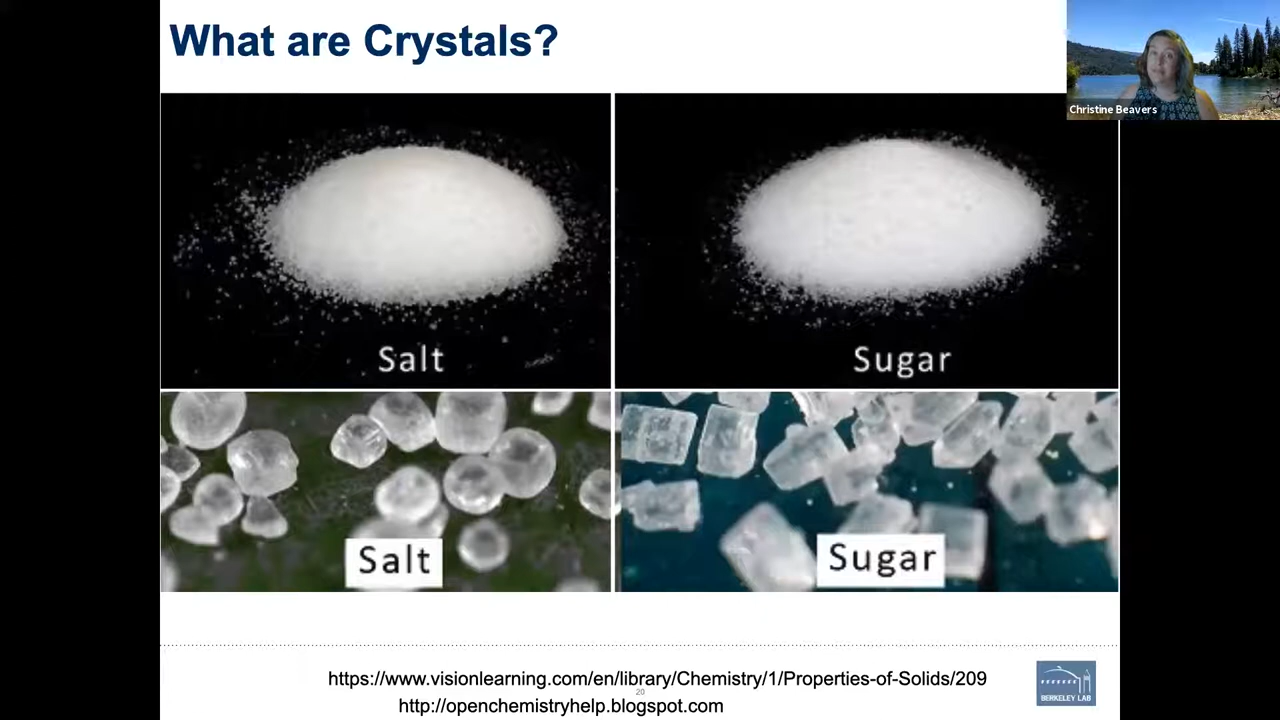 What are Crystals?
Christine Beavers
Salt
Sugar
Salt
Sugar
https://www.visionlearning.com/en/library/Chemistry/1/Properties-of-Solids/209
20
http://openchemistryhelp.blogspot.com
BERKELEY LAB